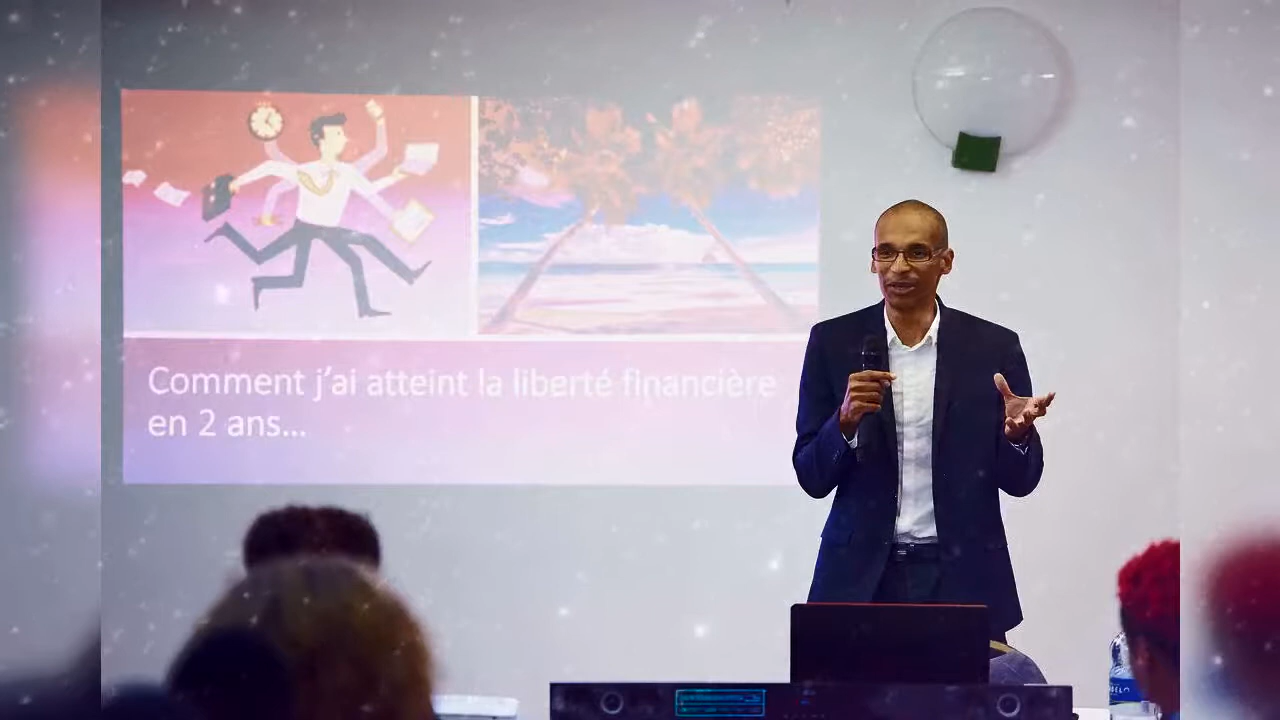 Comment j'ai atteint la liberté financière
en 2 ans...